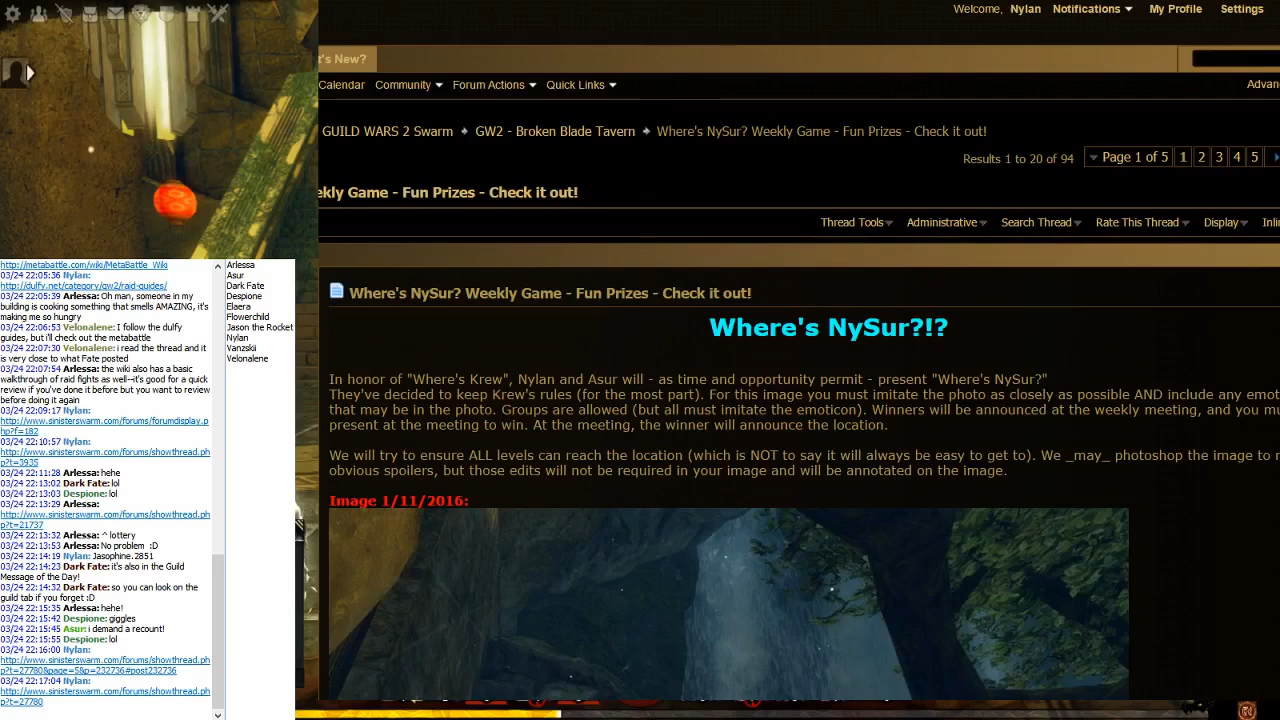 Welcome, Nylan Notifications My Profile Settings
t's New?
Calendar Community Forum Actions Quick Links Advan
GUILD WARS 2 Swarm GW2 - Broken Blade Tavern Where's NySur? Weekly Game - Fun Prizes - Check it out!
Results 1 to 20 of 94 Page 1 of 5 1 2 3 4 5
ekly Game - Fun Prizes - Check it out!
Thread Tools Administrative Search Thread Rate This Thread Display Inli
Where's NySur? Weekly Game - Fun Prizes - Check it out!
Where's NySur?!?
In honor of "Where's Krew", Nylan and Asur will - as time and opportunity permit - present "Where's NySur?"
They've decided to keep Krew's rules (for the most part). For this image you must imitate the photo as closely as possible AND include any emot
that may be in the photo. Groups are allowed (but all must imitate the emoticon). Winners will be announced at the weekly meeting, and you mu
present at the meeting to win. At the meeting, the winner will announce the location.
We will try to ensure ALL levels can reach the location (which is NOT to say it will always be easy to get to). We _may_ photoshop the image to r
obvious spoilers, but those edits will not be required in your image and will be annotated on the image.
Image 1/11/2016:
http://metabattle.com/wiki/MetaBattle_Wiki
03/24 22:05:36 Nylan:
http://dulfy.net/category/gw2/raid-guides/
03/24 22:05:39 Arlessa: Oh man, someone in my
building is cooking something that smells AMAZING, it's
making me so hungry
03/24 22:06:53 Velonalene: I follow the dulfy
guides, but i'll check out the metabattle
03/24 22:07:30 Velonalene: i read the thread and it
is very close to what Fate posted
03/24 22:07:54 Arlessa: the wiki also has a basic
walkthrough of raid fights as well--it's good for a quick
review if you've done it before but you want to review
before doing it again
03/24 22:09:17 Nylan:
http://www.sinisterswarm.com/forums/forumdisplay.p
hp?f=182
03/24 22:10:57 Nylan:
http://www.sinisterswarm.com/forums/showthread.ph
p?t=3935
03/24 22:11:28 Arlessa: hehe
03/24 22:13:02 Dark Fate: lol
03/24 22:13:03 Despione: lol
03/24 22:13:29 Arlessa:
http://www.sinisterswarm.com/forums/showthread.ph
p?t=21737
03/24 22:13:32 Arlessa: ^ lottery
03/24 22:13:53 Arlessa: No problem :D
03/24 22:14:19 Nylan: Jasophine.2851
03/24 22:14:23 Dark Fate: it's also in the Guild
Message of the Day!
03/24 22:14:32 Dark Fate: so you can look on the
guild tab if you forget :D
03/24 22:15:35 Arlessa: hehe!
03/24 22:15:42 Despione: giggles
03/24 22:15:45 Asur: i demand a recount!
03/24 22:15:55 Despione: lol
03/24 22:16:00 Nylan:
http://www.sinisterswarm.com/forums/showthread.ph
p?t=27780&page=5&p=232736#post232736
03/24 22:17:04 Nylan:
http://www.sinisterswarm.com/forums/showthread.ph
p?t=27780
Arlessa
Asur
Dark Fate
Despione
Elaera
Flowerchild
Jason the Rocket
Nylan
Vanzskii
Velonalene